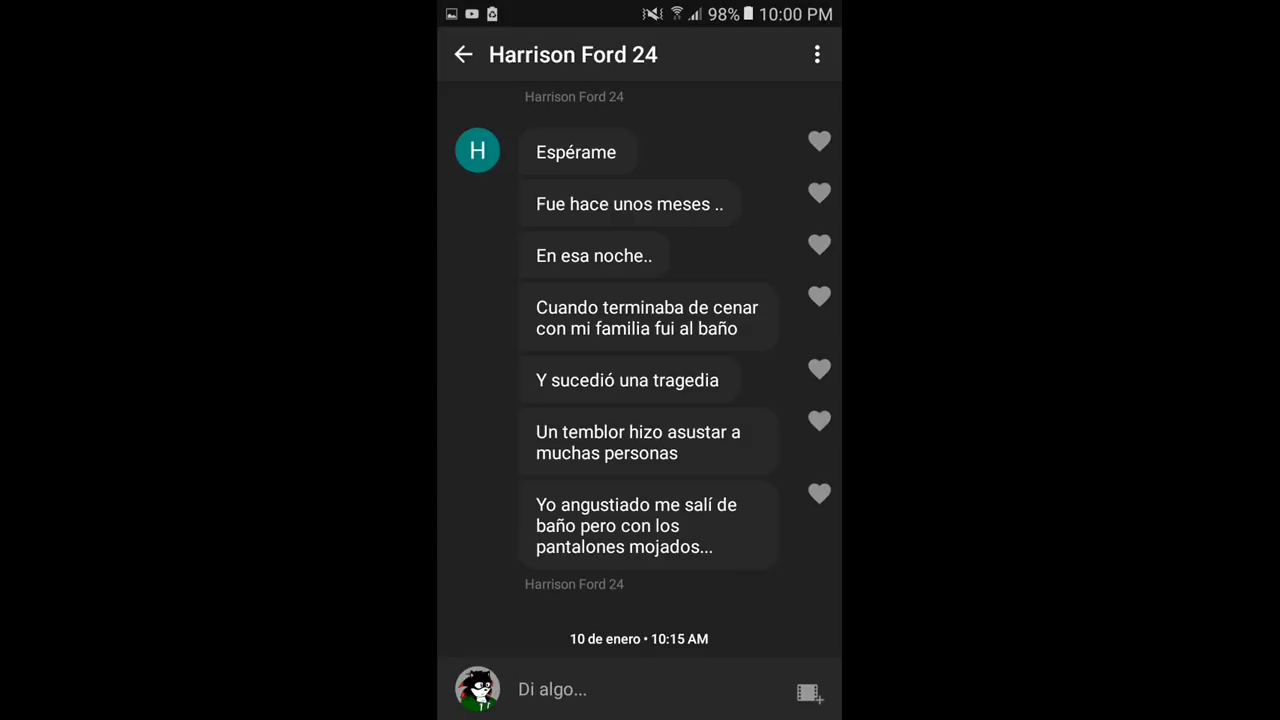 98% 10:00 PM
Harrison Ford 24
Harrison Ford 24
H
Espérame
Fue hace unos meses ..
En esa noche..
Cuando terminaba de cenar
con mi familia fui al baño
Y sucedió una tragedia
Un temblor hizo asustar a
muchas personas
Yo angustiado me salí de
baño pero con los
pantalones mojados...
Harrison Ford 24
10 de enero • 10:15 AM
Di algo...